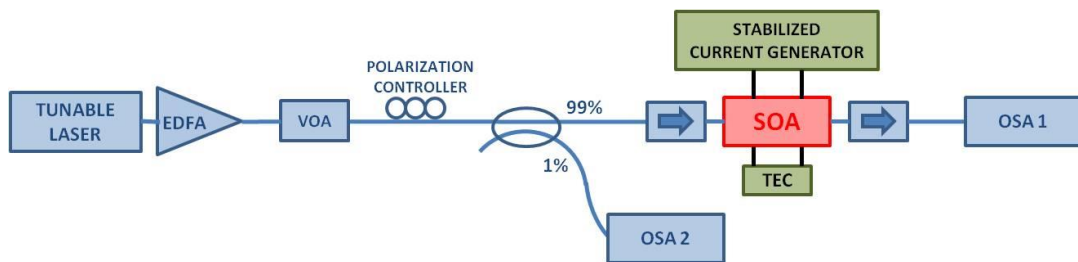 STABILIZED
CURRENT GENERATOR
POLARIZATION
CONTROLLER
TUNABLE
LASER
EDFA
VOA
99%
1%
SOA
OSA 1
TEC
OSA 2